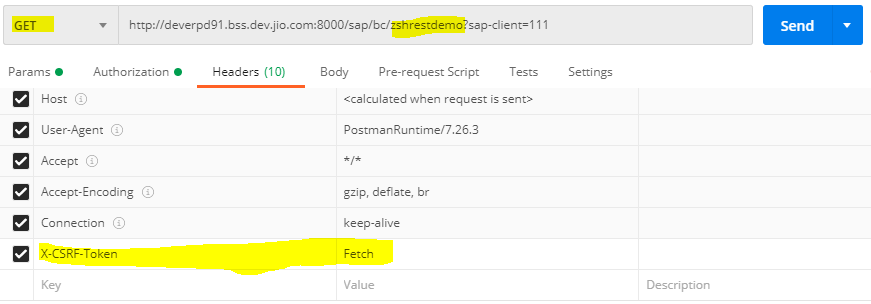 GET http://deverpd91.bss.dev.jio.com:8000/sap/bc/zshrestdemo?sap-client=111 Send
Params Authorization Headers (10) Body Pre-request Script Tests Settings
Host <calculated when request is sent>
User-Agent PostmanRuntime/7.26.3
Accept */*
Accept-Encoding gzip, deflate, br
Connection keep-alive
X-CSRF-Token Fetch
Key Value Description